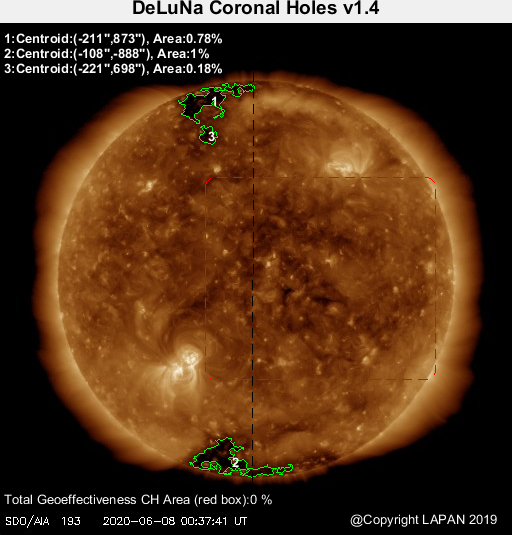 DeLuNa Coronal Holes v1.4
1:Centroid:(-211",873"), Area:0.78%
2:Centroid:(-108",-888"), Area:1%
3:Centroid:(-221",698"), Area:0.18%
1
3
2
Total Geoeffectiveness CH Area (red box):0 %
SDO/AIA 193 2020-06-08 00:37:41 UT
@Copyright LAPAN 2019